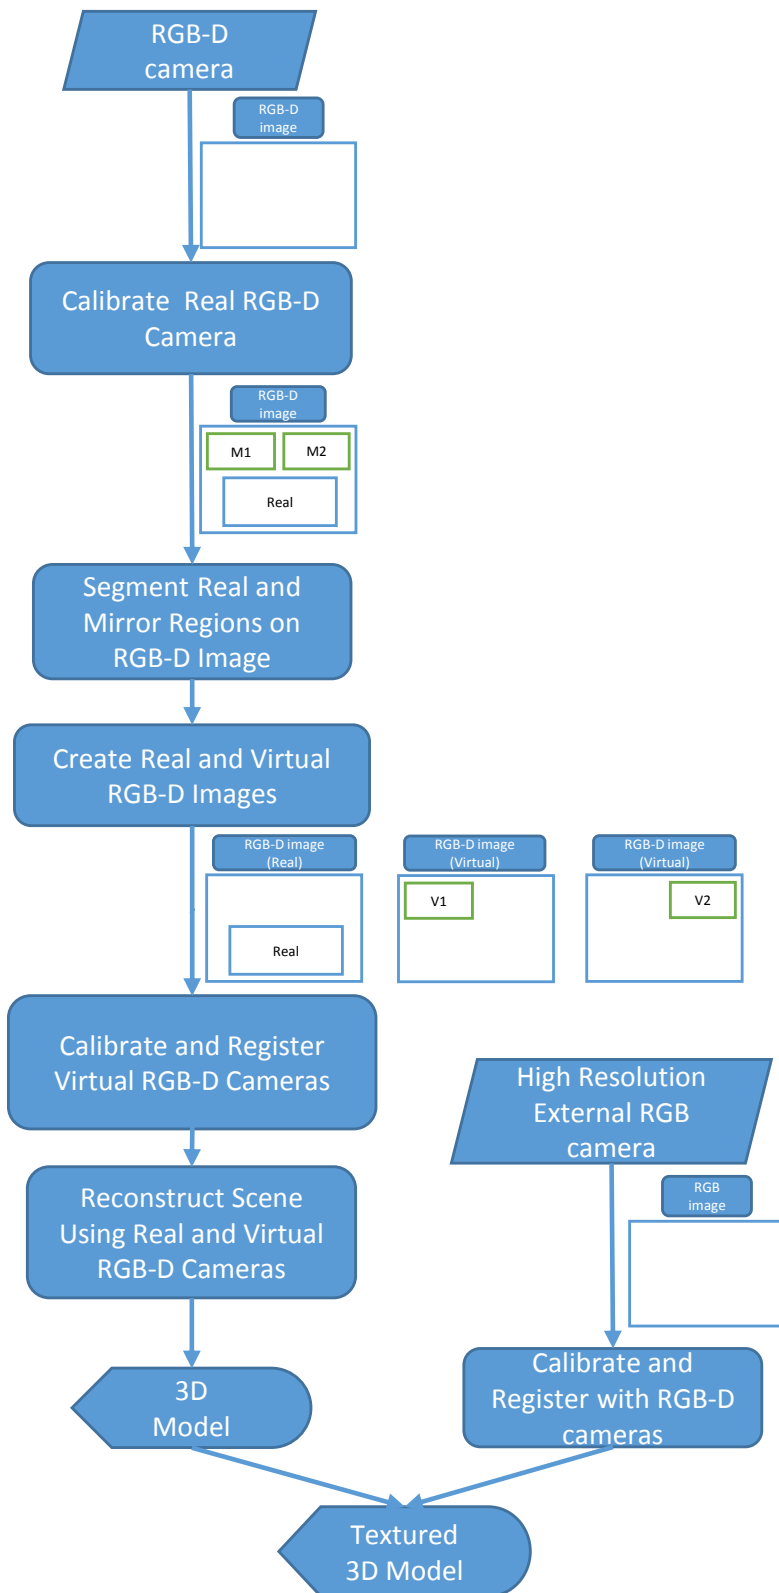 RGB-D
camera
RGB-D
image
Calibrate Real RGB-D
Camera
RGB-D
image
M1
M2
Real
Segment Real and
Mirror Regions on
RGB-D Image
Create Real and Virtual
RGB-D Images
RGB-D image
(Real)
Real
RGB-D image
(Virtual)
V1
RGB-D image
(Virtual)
V2
Calibrate and Register
Virtual RGB-D Cameras
High Resolution
External RGB
camera
Reconstruct Scene
Using Real and Virtual
RGB-D Cameras
RGB
image
3D
Model
Calibrate and
Register with RGB-D
cameras
Textured
3D Model